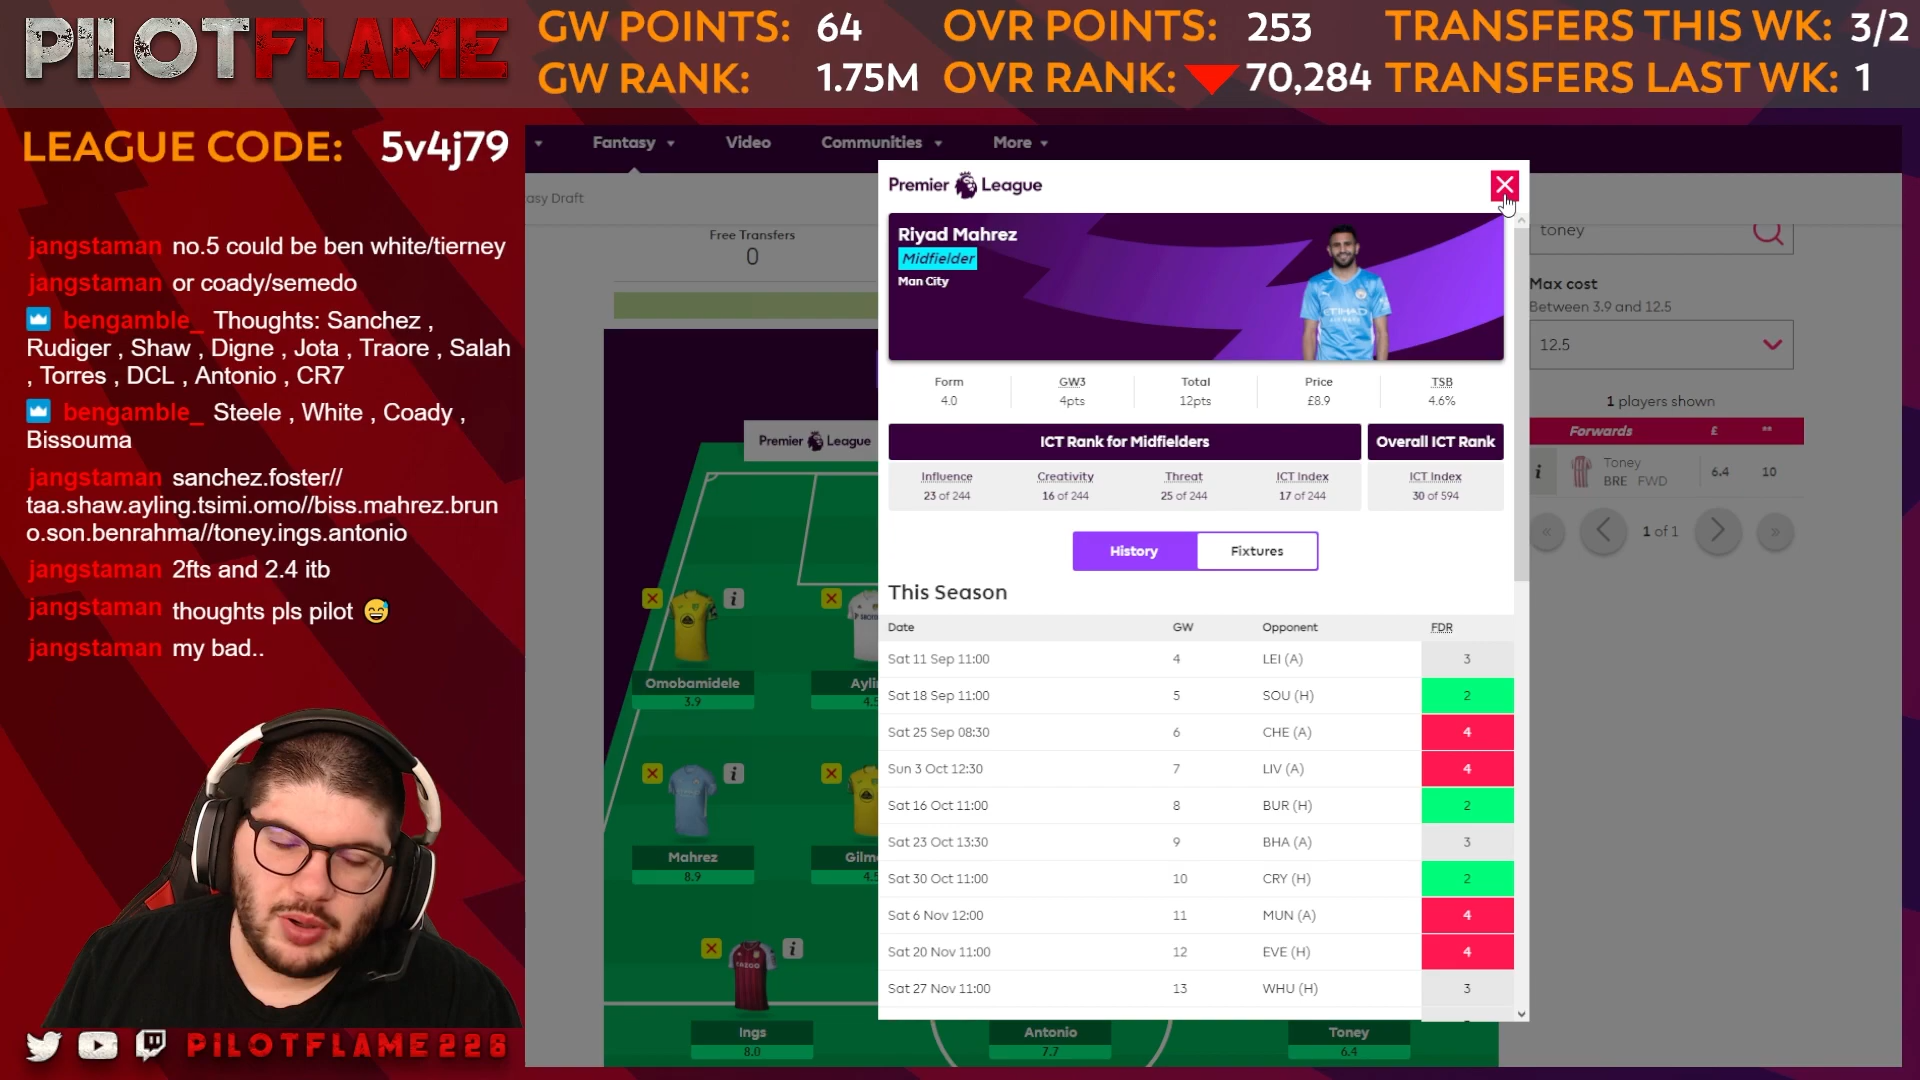 PILOTFLAME
GW POINTS: 64 OVR POINTS: 253 TRANSFERS THIS WK: 3/2
GW RANK: 1.75M OVR RANK: 70,284 TRANSFERS LAST WK: 1
LEAGUE CODE: 5v4j79
jangstaman no.5 could be ben white/tierney
jangstaman or coady/semedo
bengamble_ Thoughts: Sanchez ,
Rudiger , Shaw , Digne , Jota , Traore , Salah
, Torres , DCL , Antonio , CR7
bengamble_ Steele , White , Coady ,
Bissouma
jangstaman sanchez.foster//
taa.shaw.ayling.tsimi.omo//biss.mahrez.brun
o.son.benrahma//toney.ings.antonio
jangstaman 2fts and 2.4 itb
jangstaman thoughts pls pilot 😅
jangstaman my bad..
PILOTFLAME226
Fantasy Video Communities More
asy Draft
Free Transfers
0
Premier League
Omobamidele
3.9
Ayli
4.5
Mahrez
8.9
Gilm
4.5
Ings
8.0
Antonio
7.7
Toney
6.4
Premier League
Riyad Mahrez
Midfielder
Man City
Form GW3 Total Price TSB
4.0 4pts 12pts £8.9 4.6%
ICT Rank for Midfielders Overall ICT Rank
Influence Creativity Threat ICT Index ICT Index
23 of 244 16 of 244 25 of 244 17 of 244 30 of 594
History Fixtures
This Season
Date GW Opponent FDR
Sat 11 Sep 11:00 4 LEI (A) 3
Sat 18 Sep 11:00 5 SOU (H) 2
Sat 25 Sep 08:30 6 CHE (A) 4
Sun 3 Oct 12:30 7 LIV (A) 4
Sat 16 Oct 11:00 8 BUR (H) 2
Sat 23 Oct 13:30 9 BHA (A) 3
Sat 30 Oct 11:00 10 CRY (H) 2
Sat 6 Nov 12:00 11 MUN (A) 4
Sat 20 Nov 11:00 12 EVE (H) 4
Sat 27 Nov 11:00 13 WHU (H) 3
toney
Max cost
Between 3.9 and 12.5
12.5
1 players shown
Forwards £ **
Toney
BRE FWD 6.4 10
1 of 1